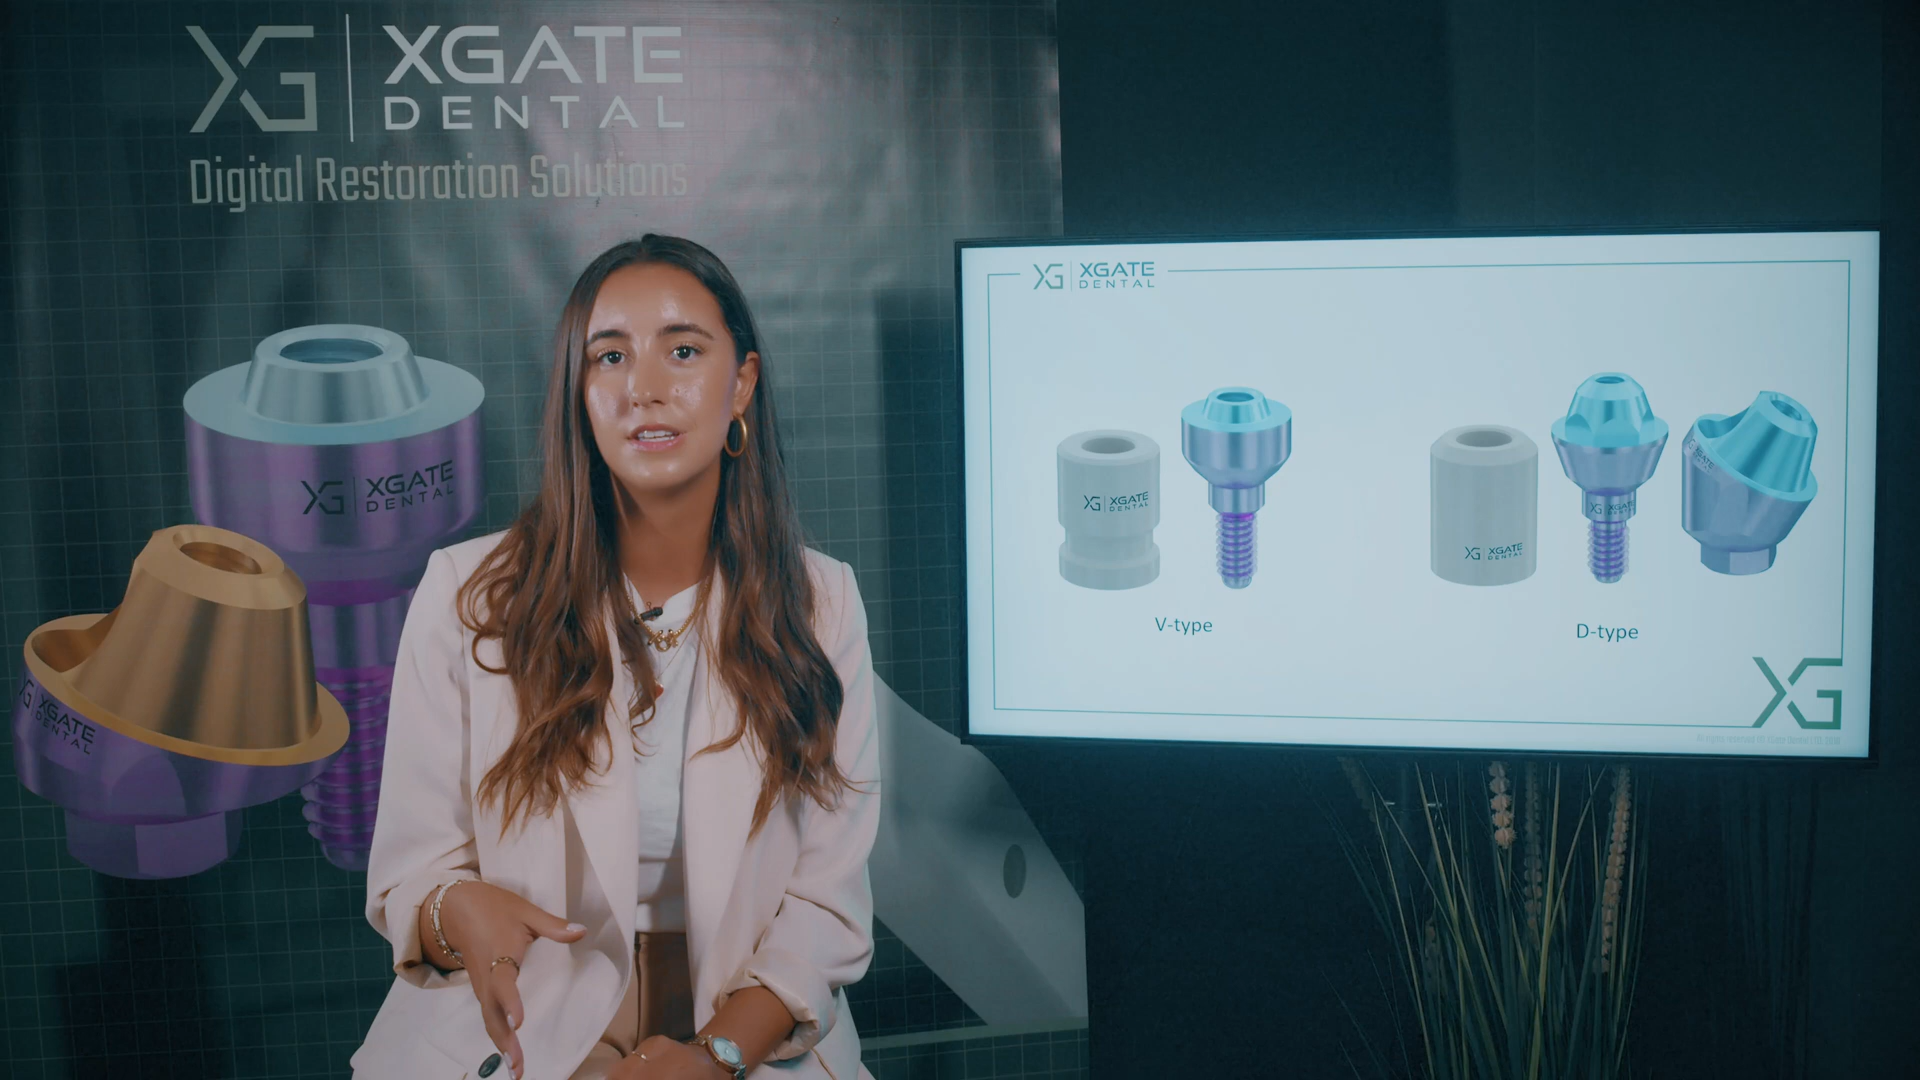 XG XGATE
DENTAL
Digital Restoration Solutions
XG XGATE
DENTAL
XGATE
DENTAL
XG XGATE
DENTAL
XG XGATE
DENTAL
XG XGATE
DENTAL
XG XGATE
V-type
D-type
XG